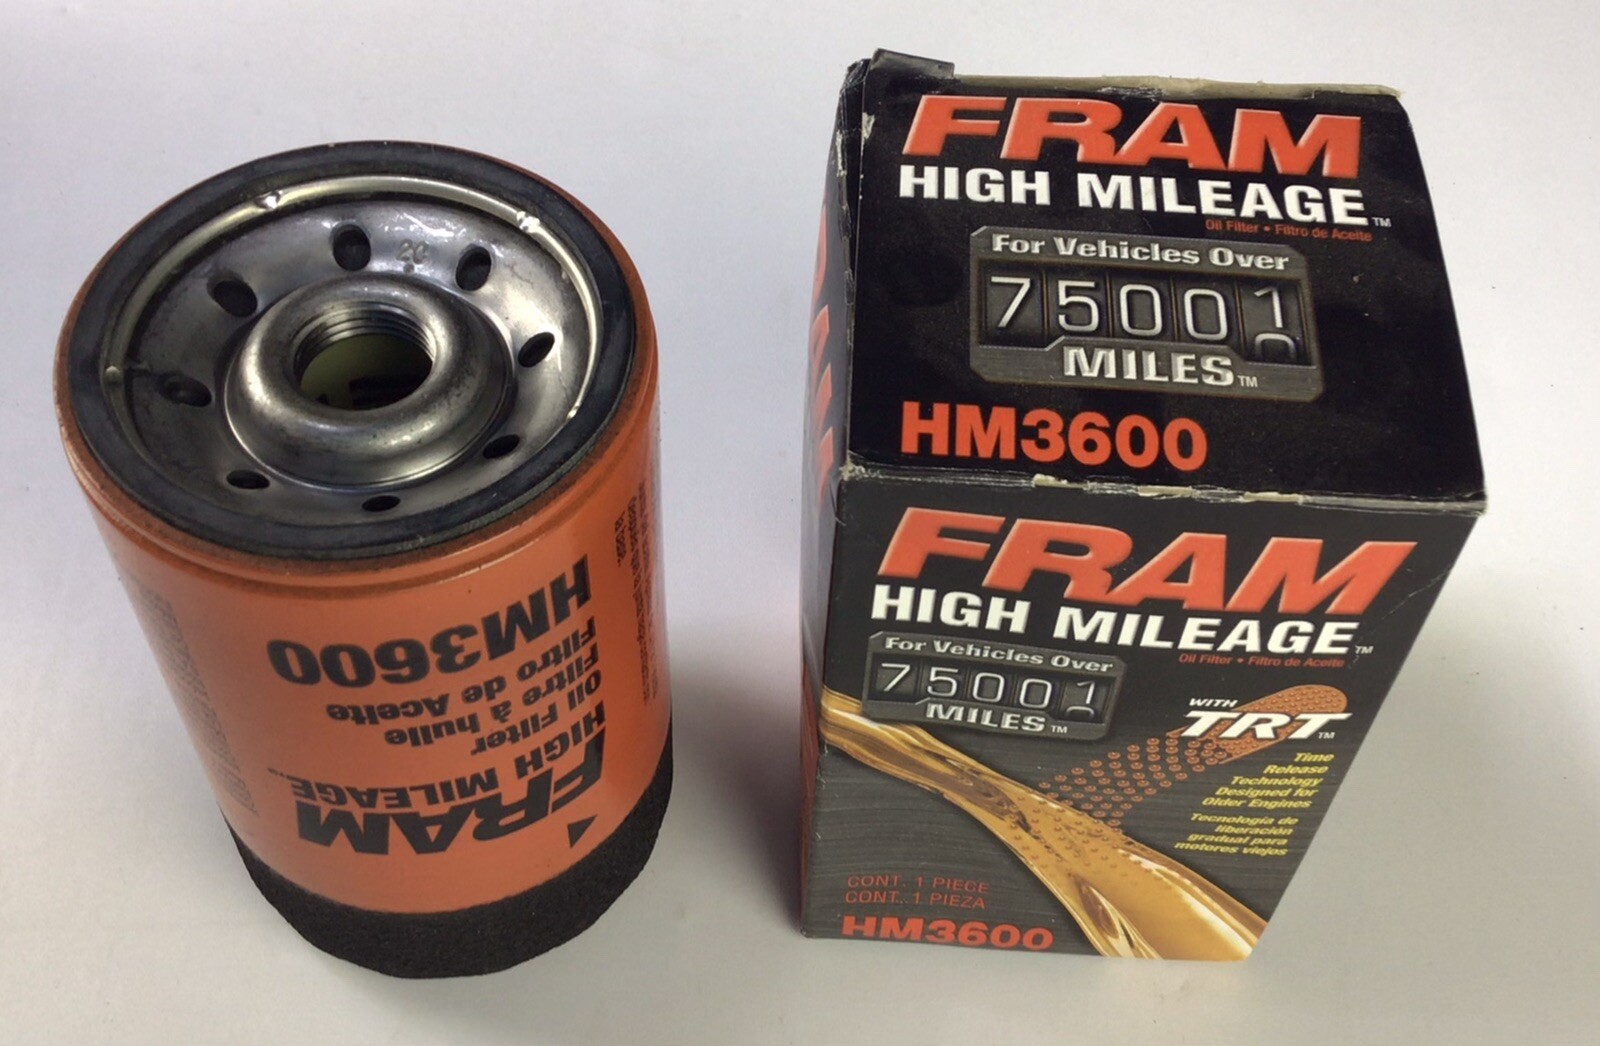 20
HM3600
Filtro de Aceite
Filtre à huile
Oil Filter
HIGH MILEAGE
FRAM
FRAM
HIGH MILEAGE™
Oil Filter • Filtro de Aceite
For Vehicles Over
75001
MILES™
HM3600
FRAM
HIGH MILEAGE™
Oil Filter • Filtro de Aceite
For Vehicles Over
75001
MILES™
WITH
TRT™
Time
Release
Technology
Designed for
Older Engines
Tecnología de
liberación
gradual para
motores viejos
CONT. 1 PIECE
CONT. 1 PIEZA
HM3600
FRAM